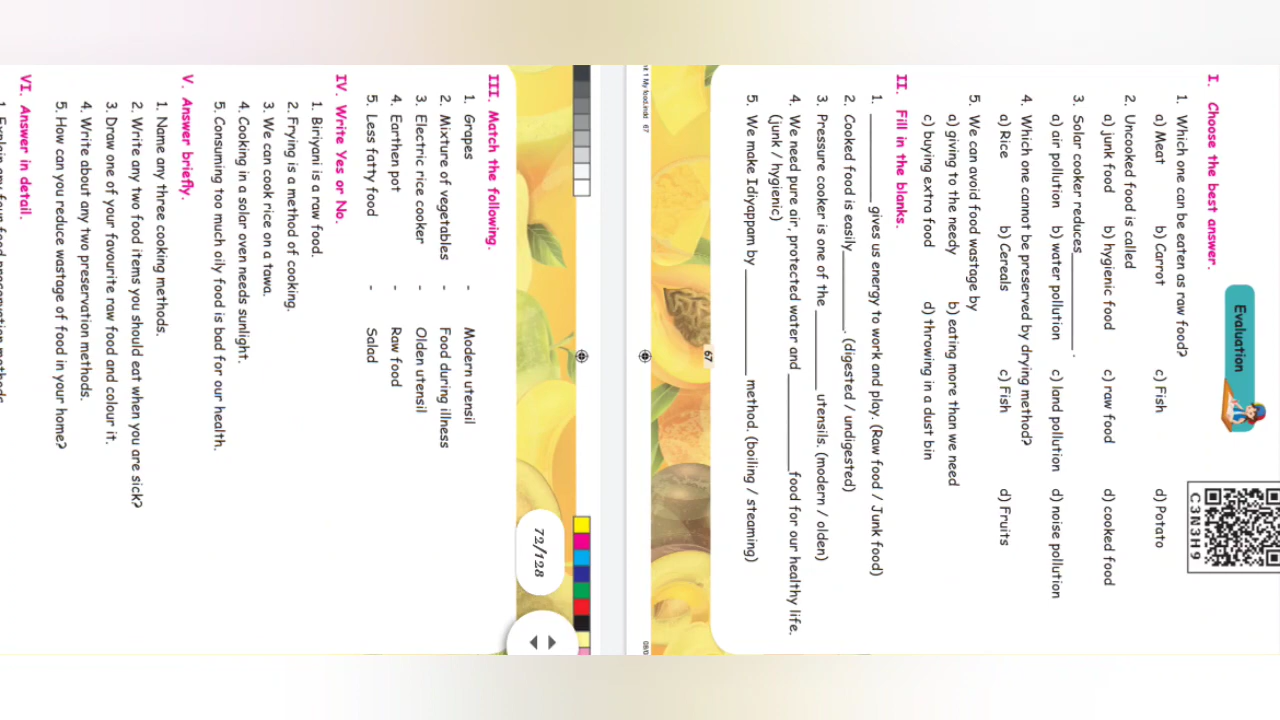 Evaluation
C3N3H9
I. Choose the best answer.
1. Which one can be eaten as raw food?
a) Meat b) Carrot c) Fish d) Potato
2. Uncooked food is called
a) junk food b) hygienic food c) raw food d) cooked food
3. Solar cooker reduces__________ .
a) air pollution b) water pollution c) land pollution d) noise pollution
4. Which one cannot be preserved by drying method?
a) Rice b) Cereals c) Fish d) Fruits
5. We can avoid food wastage by
a) giving to the needy b) eating more than we need
c) buying extra food d) throwing in a dust bin
II. Fill in the blanks.
1. __________ gives us energy to work and play. (Raw food / Junk food)
2. Cooked food is easily__________. (digested / undigested)
3. Pressure cooker is one of the __________ utensils. (modern / olden)
4. We need pure air, protected water and __________food for our healthy life.
(junk / hygienic)
5. We make Idiyappam by __________ method. (boiling / steaming)
67
III. Match the following.
1. Grapes - Modern utensil
2. Mixture of vegetables - Food during illness
3. Electric rice cooker - Olden utensil
4. Earthen pot - Raw food
5. Less fatty food - Salad
IV. Write Yes or No.
1. Biriyani is a raw food.
2. Frying is a method of cooking.
3. We can cook rice on a tawa.
4. Cooking in a solar oven needs sunlight.
5. Consuming too much oily food is bad for our health.
V. Answer briefly.
1. Name any three cooking methods.
2. Write any two food items you should eat when you are sick?
3. Draw one of your favourite raw food and colour it.
4. Write about any two preservation methods.
5. How can you reduce wastage of food in your home?
VI. Answer in detail.
1. Explain any four food preservation methods
72/128